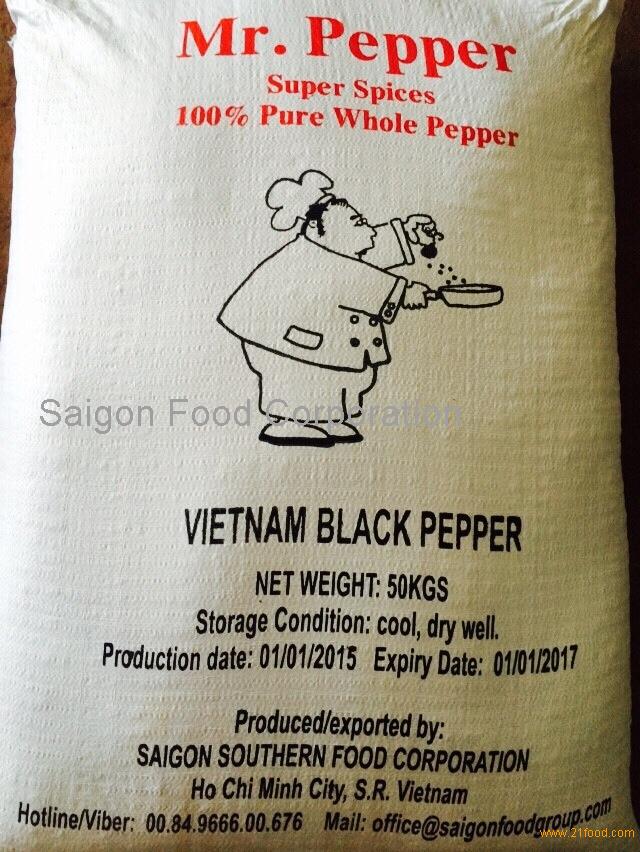 Mr. Pepper
Super Spices
100% Pure Whole Pepper
Saigon Food Corporation
VIETNAM BLACK PEPPER
NET WEIGHT: 50KGS
Storage Condition: cool, dry well.
Production date: 01/01/2015 Expiry Date: 01/01/2017
Produced/exported by:
SAIGON SOUTHERN FOOD CORPORATION
Ho Chi Minh City, S.R. Vietnam
Hotline/Viber: 00.84.9666.00.676 Mail: office@saigonfoodgroup.com
www.21food.com